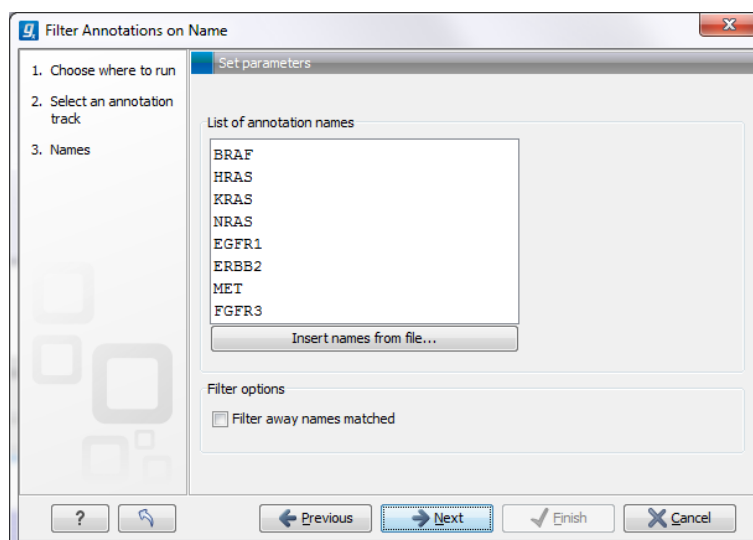 Filter Annotations on Name
1. Choose where to run
2. Select an annotation
track
3. Names
Set parameters
List of annotation names
BRAF
HRAS
KRAS
NRAS
EGFR1
ERBB2
MET
FGFR3
Insert names from file...
Filter options
Filter away names matched
? Previous Next Finish Cancel